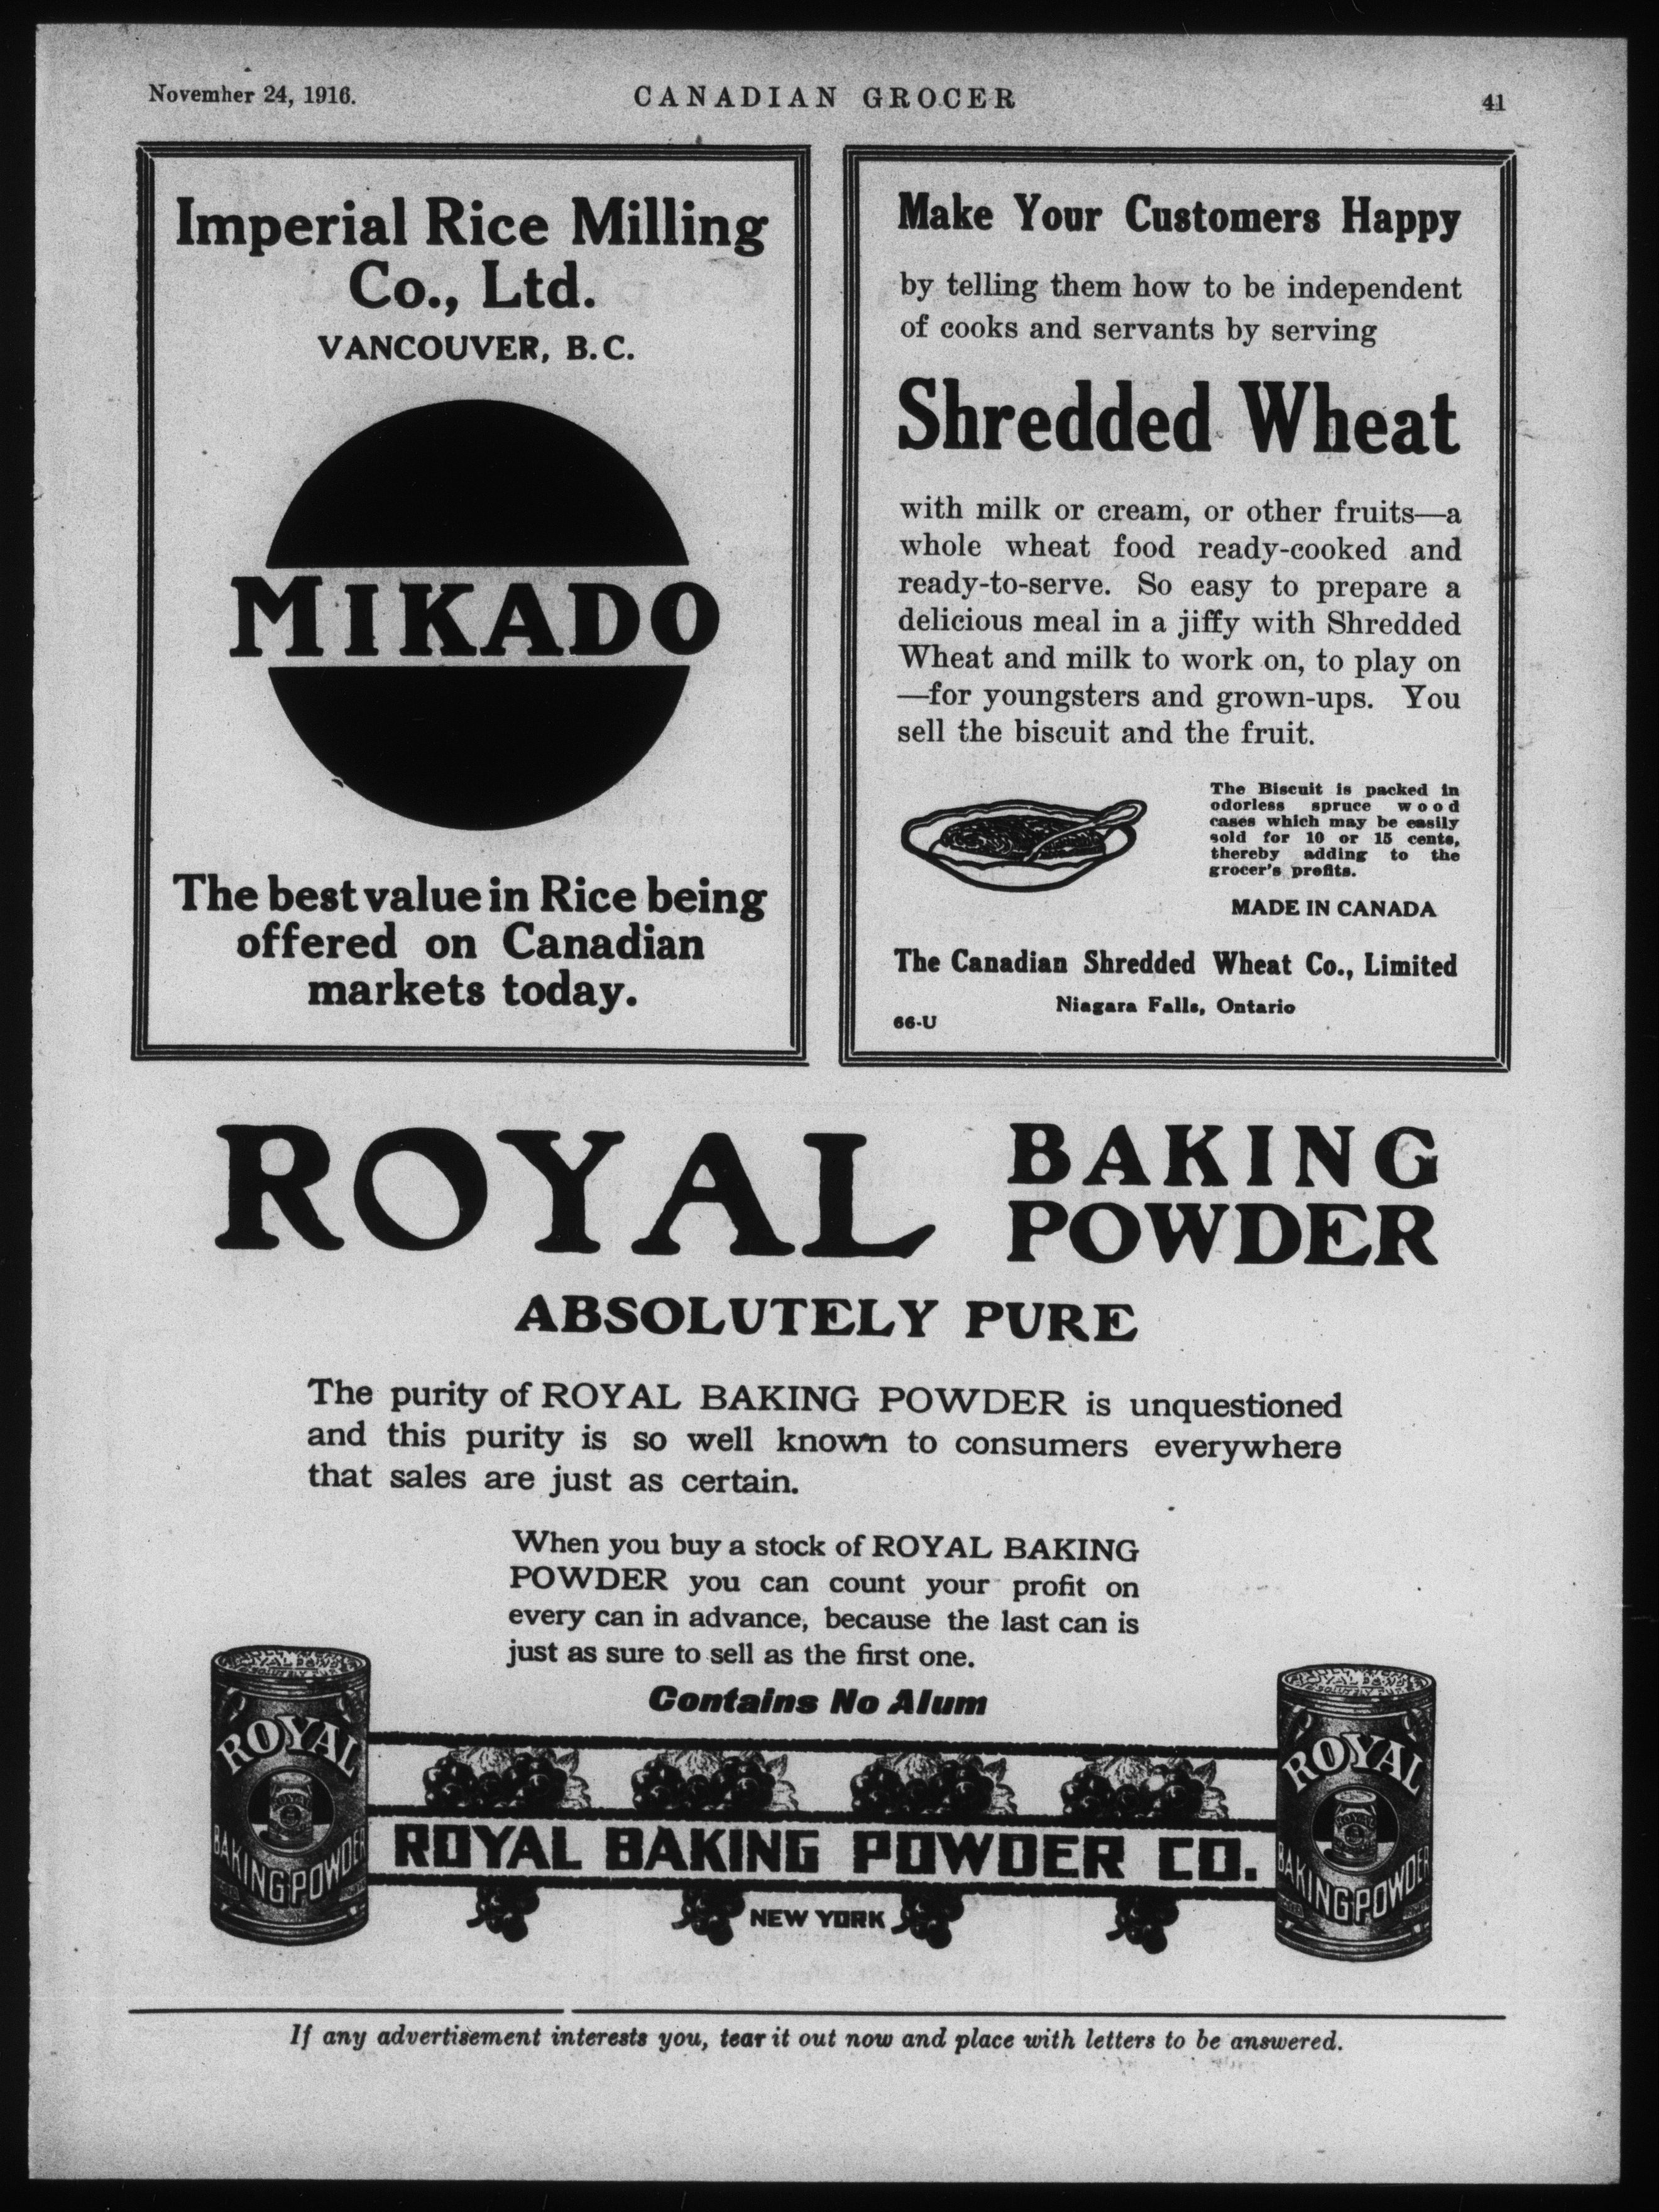 November 24, 1916.
CANADIAN GROCER
41
Imperial Rice Milling
Co., Ltd.
VANCOUVER, B.C.
MIKADO
The best value in Rice being
offered on Canadian
markets today.
Make Your Customers Happy
by telling them how to be independent
of cooks and servants by serving
Shredded Wheat
with milk or cream, or other fruits—a
whole wheat food ready-cooked and
ready-to-serve. So easy to prepare a
delicious meal in a jiffy with Shredded
Wheat and milk to work on, to play on
—for youngsters and grown-ups. You
sell the biscuit and the fruit.
The Biscuit is packed in
odorless spruce wood
cases which may be easily
sold for 10 or 15 cents,
thereby adding to the
grocer's profits.
MADE IN CANADA
The Canadian Shredded Wheat Co., Limited
Niagara Falls, Ontario
66-U
ROYAL BAKING
POWDER
ABSOLUTELY PURE
The purity of ROYAL BAKING POWDER is unquestioned
and this purity is so well known to consumers everywhere
that sales are just as certain.
When you buy a stock of ROYAL BAKING
POWDER you can count your profit on
every can in advance, because the last can is
just as sure to sell as the first one.
Contains No Alum
ROYAL
BAKING POWDER
ROYAL BAKING POWDER CO.
NEW YORK
ROYAL
BAKING POWDER
If any advertisement interests you, tear it out now and place with letters to be answered.